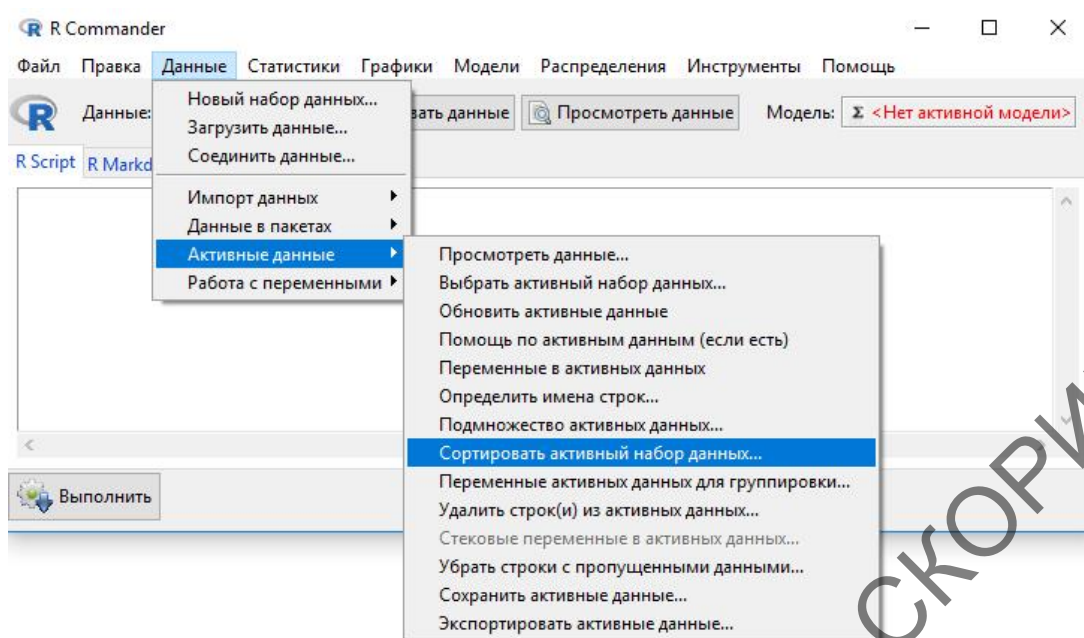 R Commander
Файл Правка Данные Статистики Графики Модели Распределения Инструменты Помощь
Данные: вать данные Просмотреть данные Модель: Σ <Нет активной модели>
R Script R Markd
Новый набор данных...
Загрузить данные...
Соединить данные...
Импорт данных
Данные в пакетах
Активные данные
Работа с переменными
Просмотреть данные...
Выбрать активный набор данных...
Обновить активные данные
Помощь по активным данным (если есть)
Переменные в активных данных
Определить имена строк...
Подмножество активных данных...
Сортировать активный набор данных...
Переменные активных данных для группировки...
Удалить строк(и) из активных данных...
Стековые переменные в активных данных...
Убрать строки с пропущенными данными...
Сохранить активные данные...
Экспортировать активные данные...
Выполнить
СКОРИ